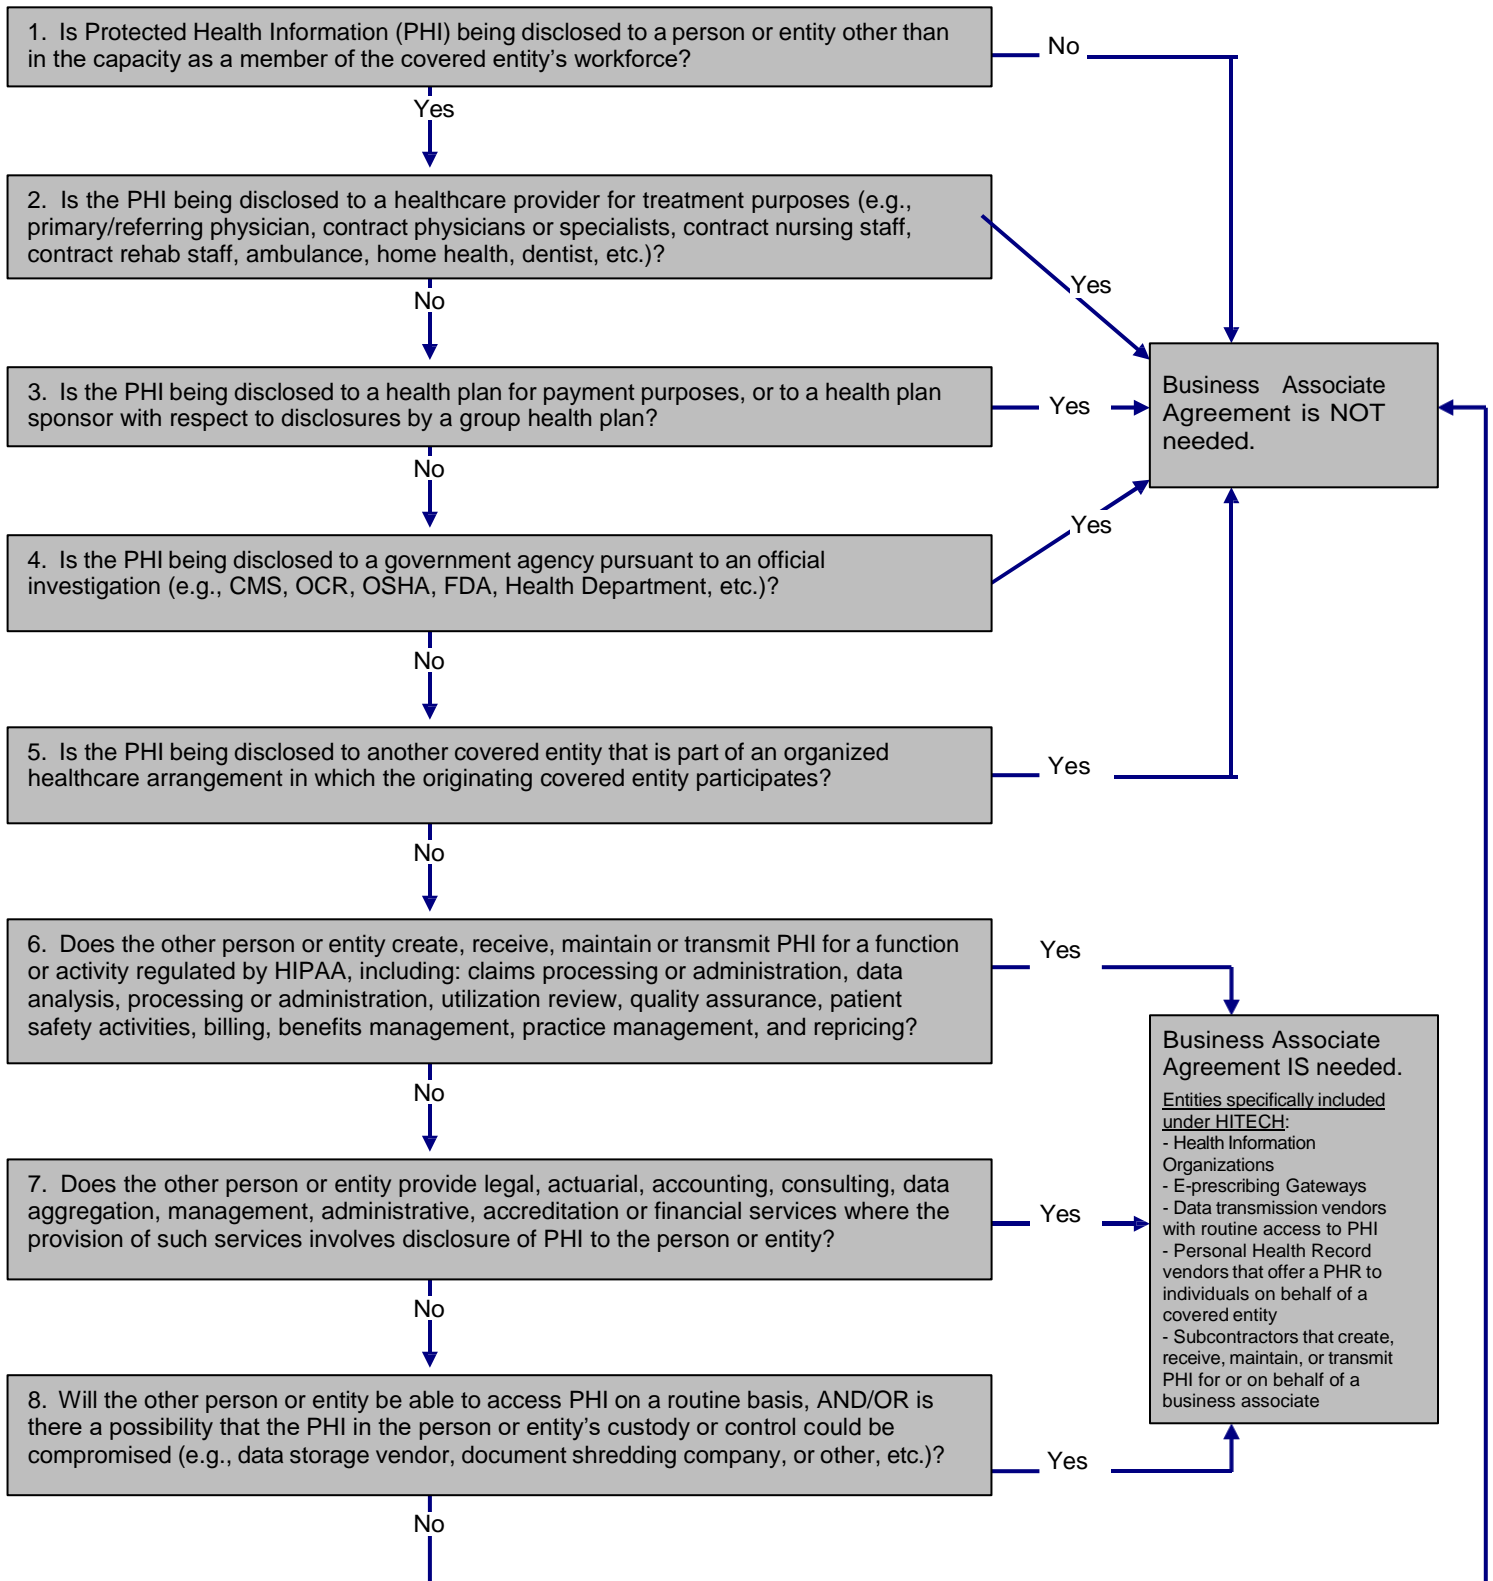 1. Is Protected Health Information (PHI) being disclosed to a person or entity other than
in the capacity as a member of the covered entity’s workforce?
No
Yes
2. Is the PHI being disclosed to a healthcare provider for treatment purposes (e.g.,
primary/referring physician, contract physicians or specialists, contract nursing staff,
contract rehab staff, ambulance, home health, dentist, etc.)?
Yes
No
3. Is the PHI being disclosed to a health plan for payment purposes, or to a health plan
sponsor with respect to disclosures by a group health plan?
Yes
Business Associate
Agreement is NOT
needed.
No
4. Is the PHI being disclosed to a government agency pursuant to an official
investigation (e.g., CMS, OCR, OSHA, FDA, Health Department, etc.)?
Yes
No
5. Is the PHI being disclosed to another covered entity that is part of an organized
healthcare arrangement in which the originating covered entity participates?
Yes
No
6. Does the other person or entity create, receive, maintain or transmit PHI for a function
or activity regulated by HIPAA, including: claims processing or administration, data
analysis, processing or administration, utilization review, quality assurance, patient
safety activities, billing, benefits management, practice management, and repricing?
Yes
No
Business Associate
Agreement IS needed.
Entities specifically included
under HITECH:
- Health Information
Organizations
- E-prescribing Gateways
- Data transmission vendors
with routine access to PHI
- Personal Health Record
vendors that offer a PHR to
individuals on behalf of a
covered entity
- Subcontractors that create,
receive, maintain, or transmit
PHI for or on behalf of a
business associate
7. Does the other person or entity provide legal, actuarial, accounting, consulting, data
aggregation, management, administrative, accreditation or financial services where the
provision of such services involves disclosure of PHI to the person or entity?
Yes
No
8. Will the other person or entity be able to access PHI on a routine basis, AND/OR is
there a possibility that the PHI in the person or entity’s custody or control could be
compromised (e.g., data storage vendor, document shredding company, or other, etc.)?
Yes
No